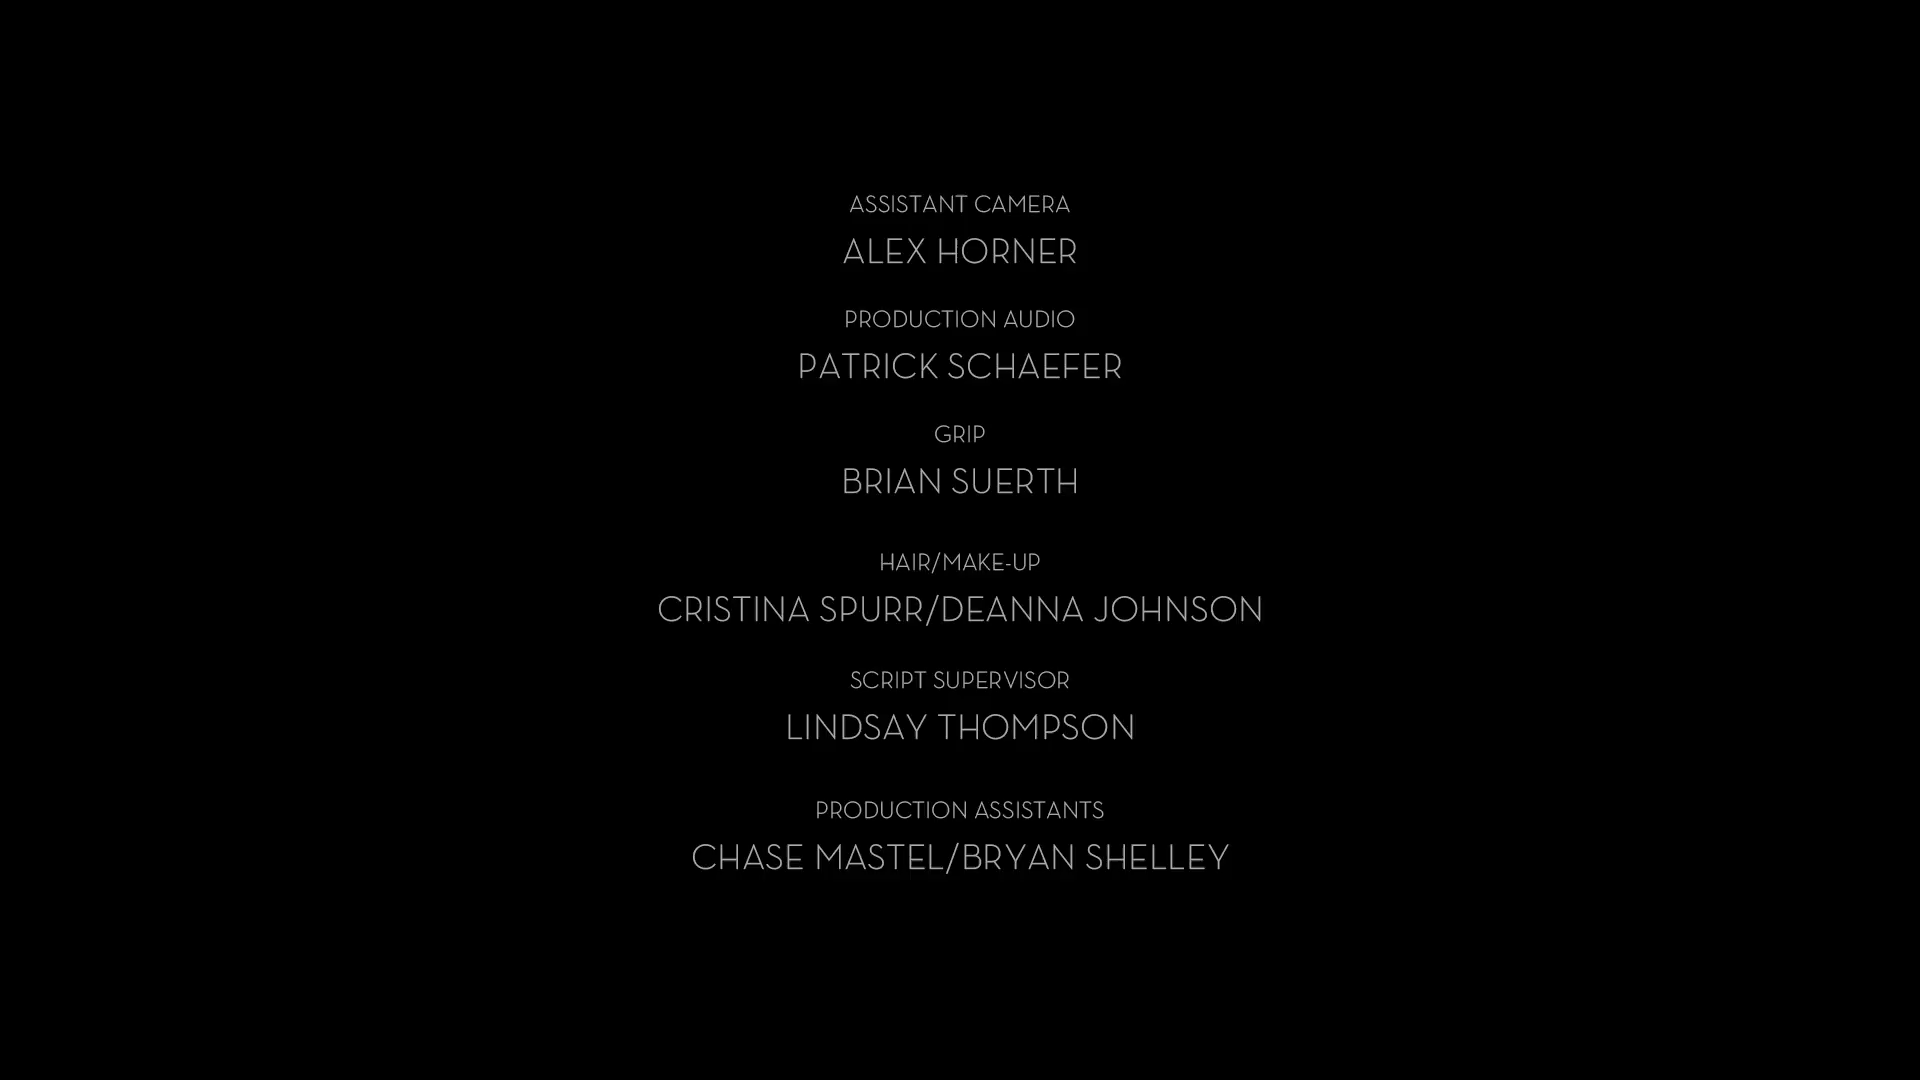 ASSISTANT CAMERA
ALEX HORNER
PRODUCTION AUDIO
PATRICK SCHAEFER
GRIP
BRIAN SUERTH
HAIR/MAKE-UP
CRISTINA SPURR/DEANNA JOHNSON
SCRIPT SUPERVISOR
LINDSAY THOMPSON
PRODUCTION ASSISTANTS
CHASE MASTEL/BRYAN SHELLEY